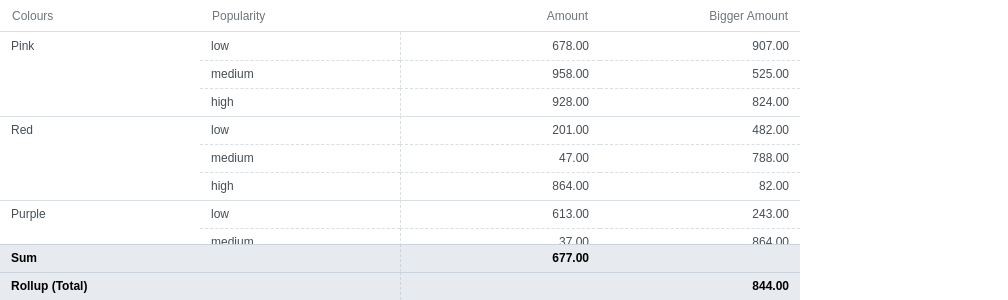 Colours Popularity Amount Bigger Amount
Pink low 678.00 907.00
medium 958.00 525.00
high 928.00 824.00
Red low 201.00 482.00
medium 47.00 788.00
high 864.00 82.00
Purple low 613.00 243.00
medium 37.00 864.00
Sum 677.00
Rollup (Total) 844.00